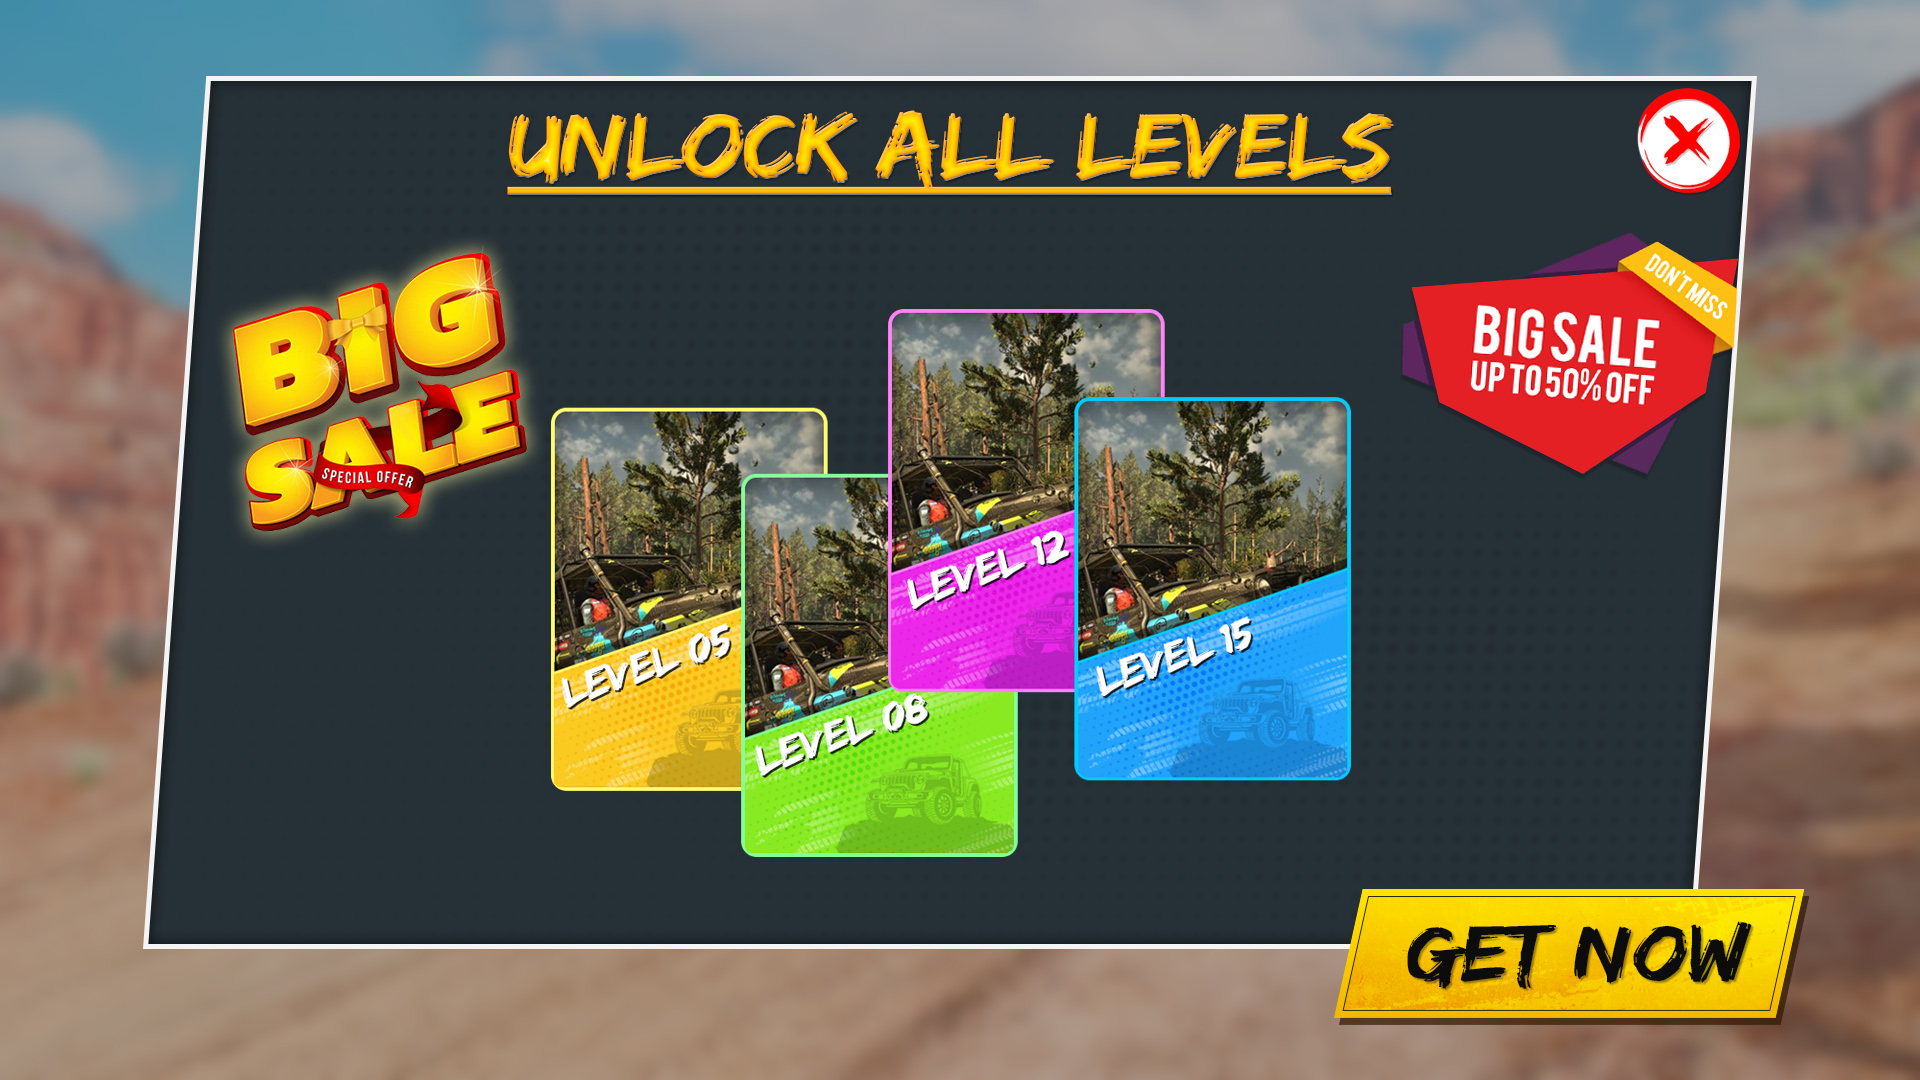 UNLOCK ALL LEVELS
BIG
SALE
SPECIAL OFFER
DON'T MISS
BIG SALE
UP TO 50% OFF
LEVEL 05
LEVEL 08
LEVEL 12
LEVEL 15
GET NOW